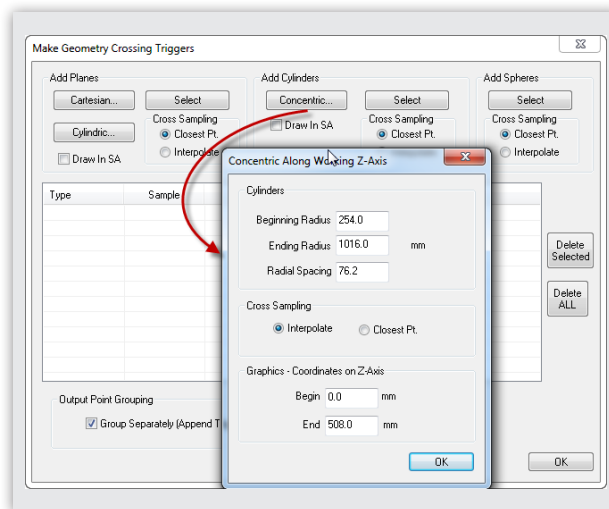 Make Geometry Crossing Triggers
Add Planes
Cartesian...
Select
Cylindric...
Cross Sampling
Closest Pt.
Interpolate
Draw In SA
Add Cylinders
Concentric...
Select
Draw In SA
Cross Sampling
Closest Pt.
Add Spheres
Select
Cross Sampling
Closest Pt.
Interpolate
Type
Sample
Delete
Selected
Delete
ALL
Output Point Grouping
Group Separately (Append T
OK
Concentric Along Working Z-Axis
Cylinders
Beginning Radius 254.0
Ending Radius 1016.0 mm
Radial Spacing 76.2
Cross Sampling
Interpolate
Closest Pt.
Graphics - Coordinates on Z-Axis
Begin 0.0 mm
End 508.0 mm
OK